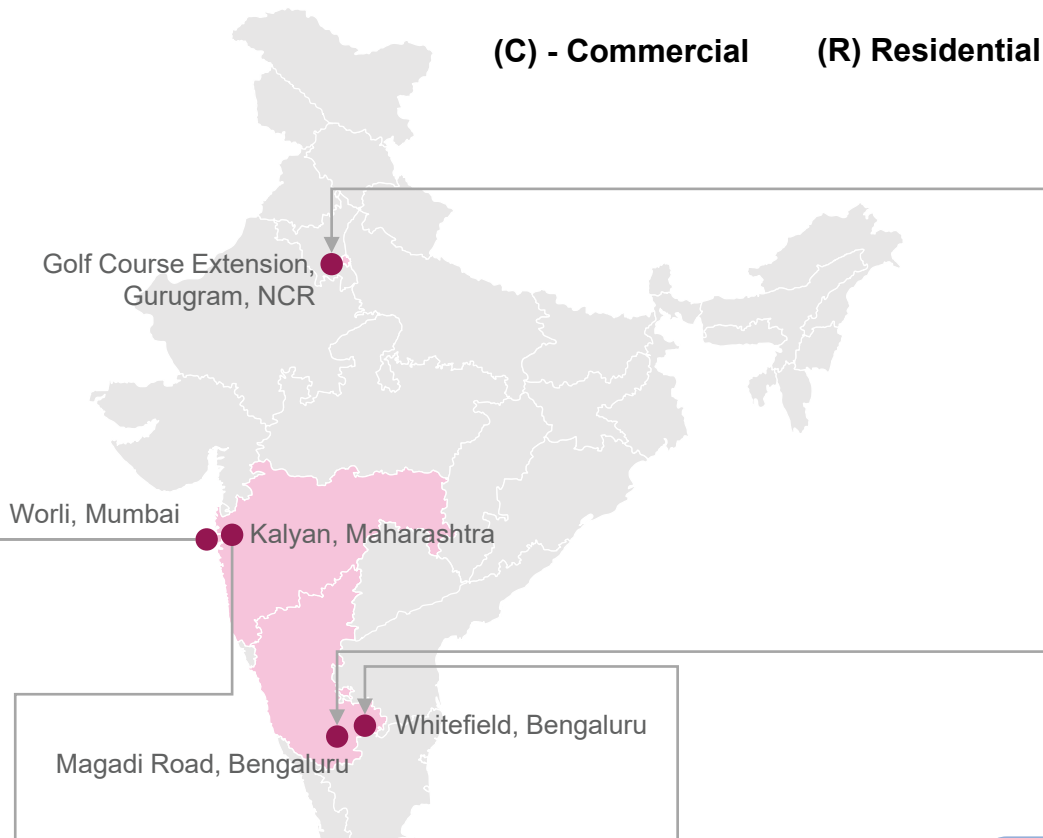 (C) - Commercial (R) Residential
Golf Course Extension,
Gurugram, NCR
Worli, Mumbai
Kalyan, Maharashtra
Whitefield, Bengaluru
Magadi Road, Bengaluru